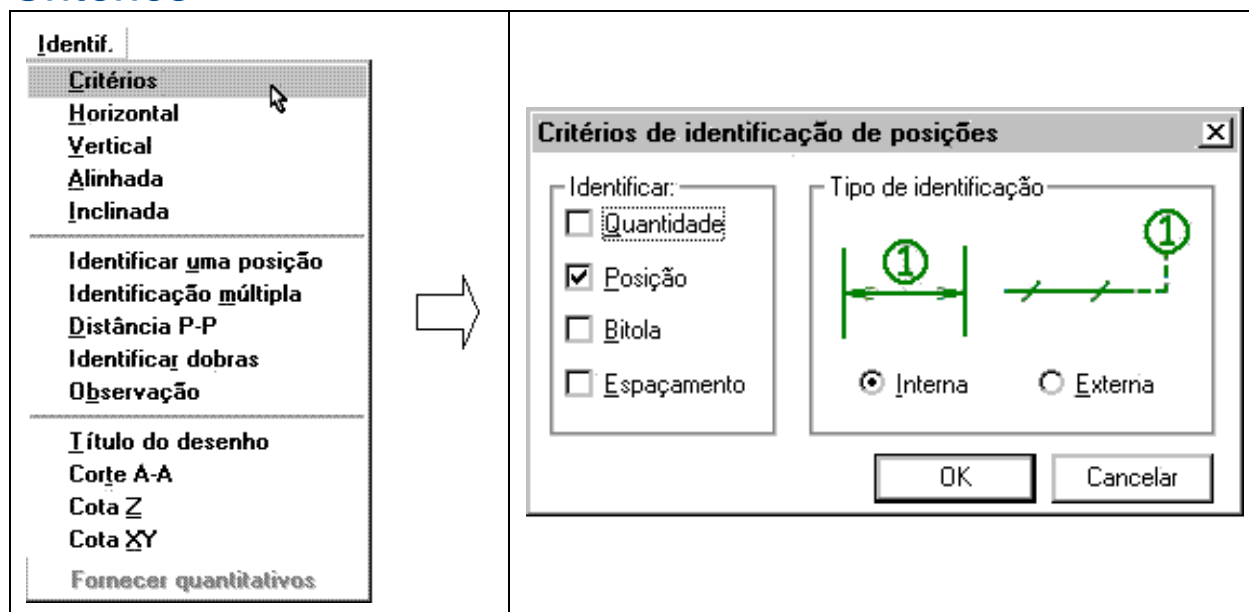 Critérios
Identif.
Critérios
Horizontal
Vertical
Alinhada
Inclinada
Identificar uma posição
Identificação múltipla
Distância P-P
Identificar dobras
Observação
Título do desenho
Corte A-A
Cota Z
Cota XY
Fornecer quantitativos
Critérios de identificação de posições
Identificar:
Quantidade
Posição
Bitola
Espaçamento
Tipo de identificação
1
1
Interna
Externa
OK
Cancelar